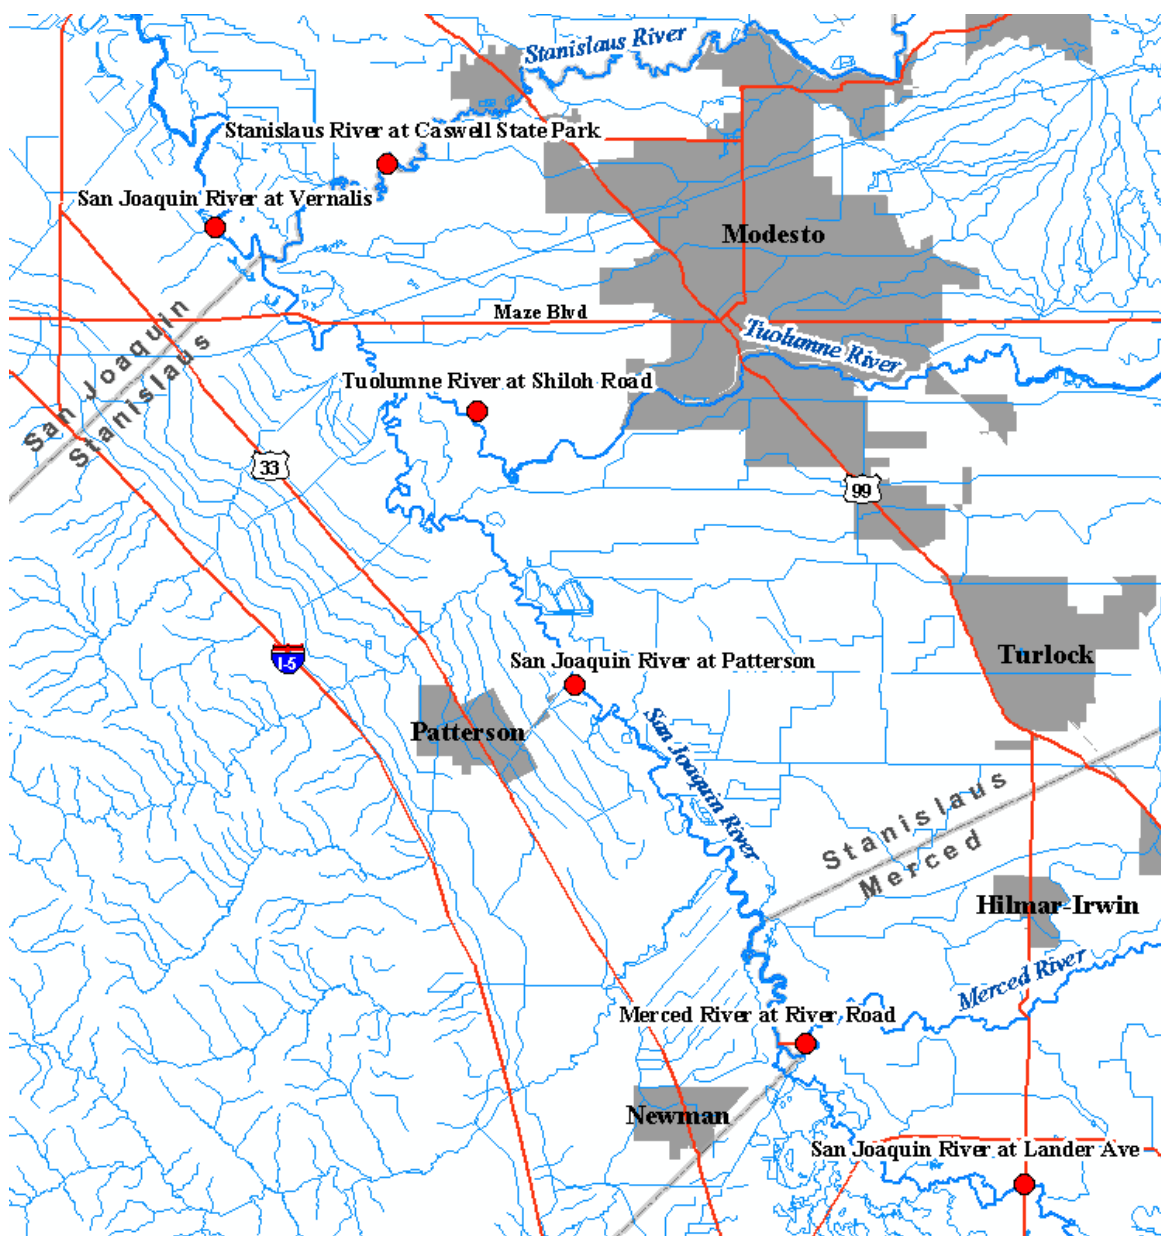 Stanislaus River
Stanislaus River at Caswell State Park
San Joaquin River at Vernalis
Modesto
Maze Blvd
Tuolumne River
San Joaquin
Stanislaus
Tuolumne River at Shiloh Road
33
99
I-5
San Joaquin River at Patterson
Turlock
Patterson
San Joaquin River
Stanislaus
Merced
Hilmar-Irwin
Merced River
Merced River at River Road
Newman
San Joaquin River at Lander Ave